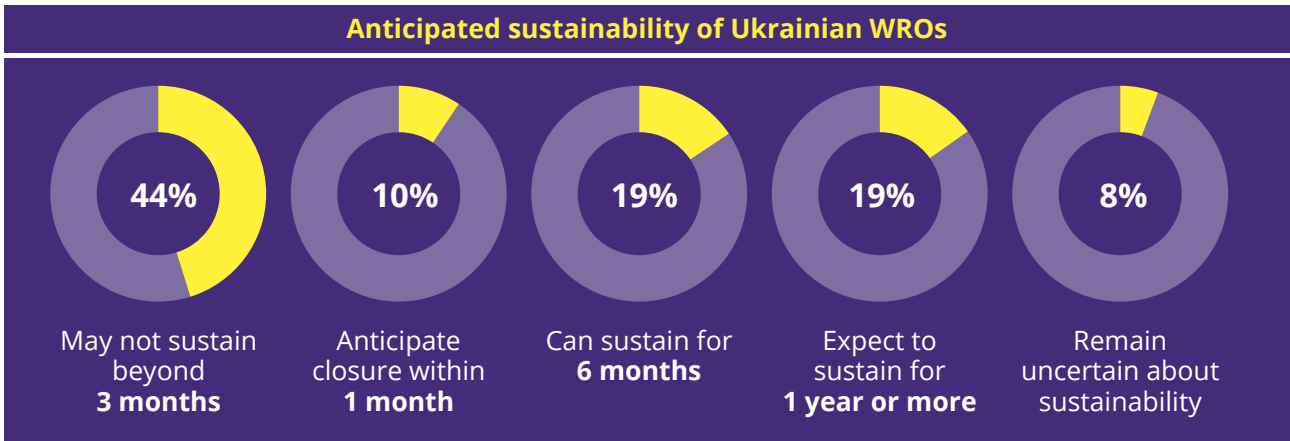 Anticipated sustainability of Ukrainian WROs
44%
May not sustain
beyond
3 months
10%
Anticipate
closure within
1 month
19%
Can sustain for
6 months
19%
Expect to
sustain for
1 year or more
8%
Remain
uncertain about
sustainability